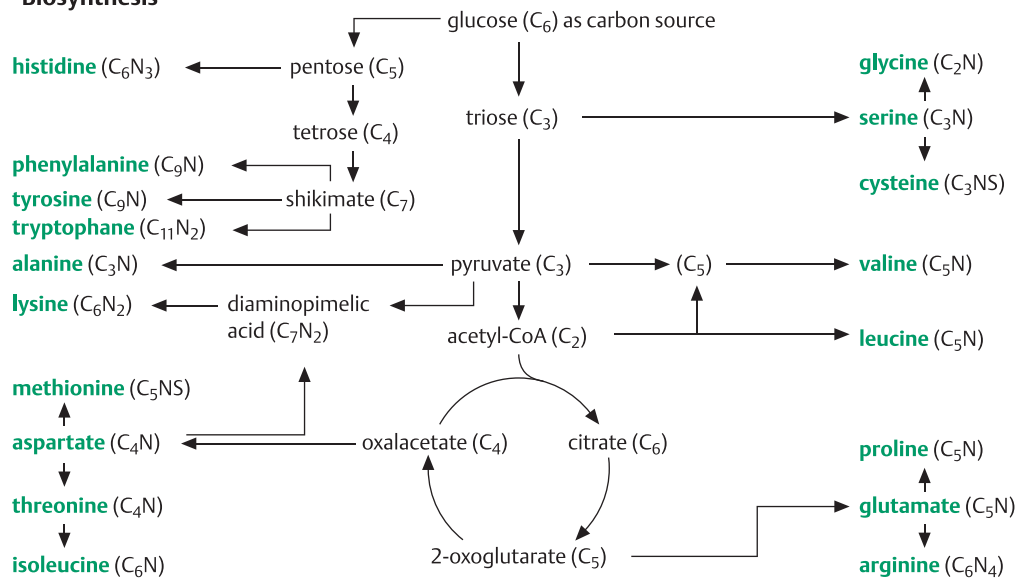 Biosynthesis
glucose (C₆) as carbon source
histidine (C₆N₃)
pentose (C₅)
glycine (C₂N)
tetrose (C₄)
triose (C₃)
serine (C₃N)
phenylalanine (C₉N)
tyrosine (C₉N)
shikimate (C₇)
cysteine (C₃NS)
tryptophane (C₁₁N₂)
alanine (C₃N)
pyruvate (C₃)
(C₅)
valine (C₅N)
lysine (C₆N₂)
diaminopimelic
acid (C₇N₂)
acetyl-CoA (C₂)
leucine (C₅N)
methionine (C₅NS)
aspartate (C₄N)
oxalacetate (C₄)
citrate (C₆)
proline (C₅N)
threonine (C₄N)
glutamate (C₅N)
isoleucine (C₆N)
2-oxoglutarate (C₅)
arginine (C₆N₄)